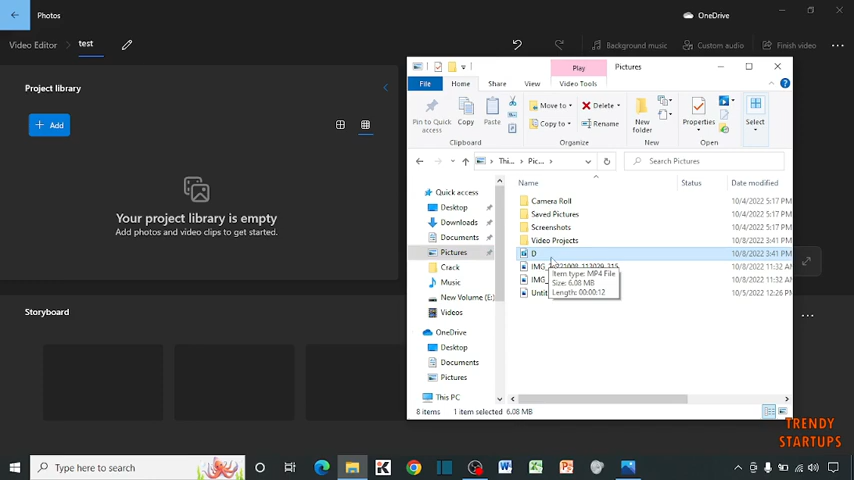 Photos
OneDrive
Video Editor
test
Background music
Custom audio
Finish video
Project library
Add
Your project library is empty
Add photos and video clips to get started.
Storyboard
Play
Pictures
File
Home
Share
View
Video Tools
Pin to Quick access
Copy
Paste
Clipboard
Move to
Copy to
Delete
Rename
Organize
New folder
New
Properties
Open
Select
Thi...
Pic...
Search Pictures
Name
Status
Date modified
Quick access
Desktop
Downloads
Documents
Pictures
Crack
Music
New Volume (E:)
Videos
OneDrive
Desktop
Documents
Pictures
This PC
Camera Roll 10/4/2022 5:17 PM
Saved Pictures 10/4/2022 5:17 PM
Screenshots 10/4/2022 5:17 PM
Video Projects 10/8/2022 3:41 PM
D 10/8/2022 3:41 PM
10/8/2022 11:32 A
IMG_ 10/8/2022 11:32 A
Untit 10/5/2022 12:26 P
Item type: MP4 File
Size: 6.08 MB
Length: 00:00:12
8 items 1 item selected 6.08 MB
TRENDY
STARTUPS
Type here to search